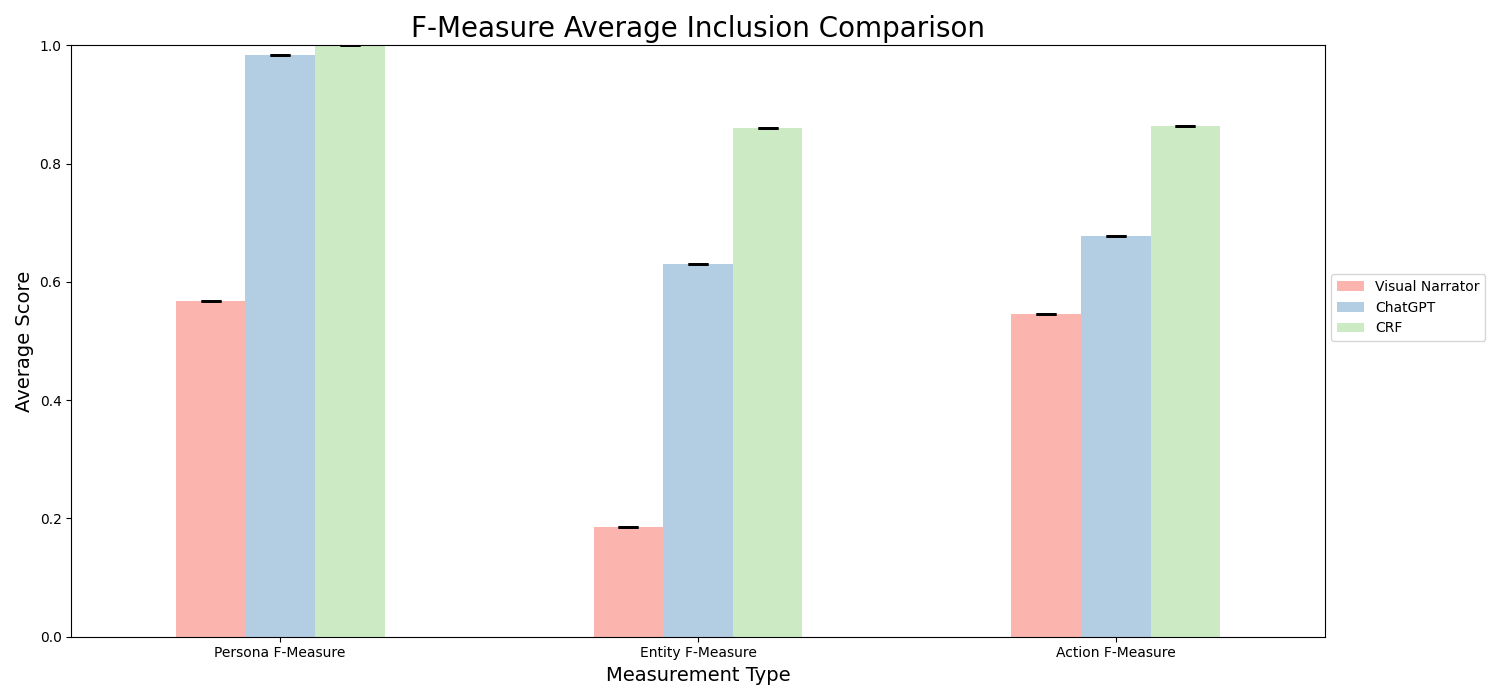 F-Measure Average Inclusion Comparison
1.0
0.8
0.6
0.4
0.2
0.0
Average Score
Persona F-Measure
Entity F-Measure
Action F-Measure
Measurement Type
Visual Narrator
ChatGPT
CRF